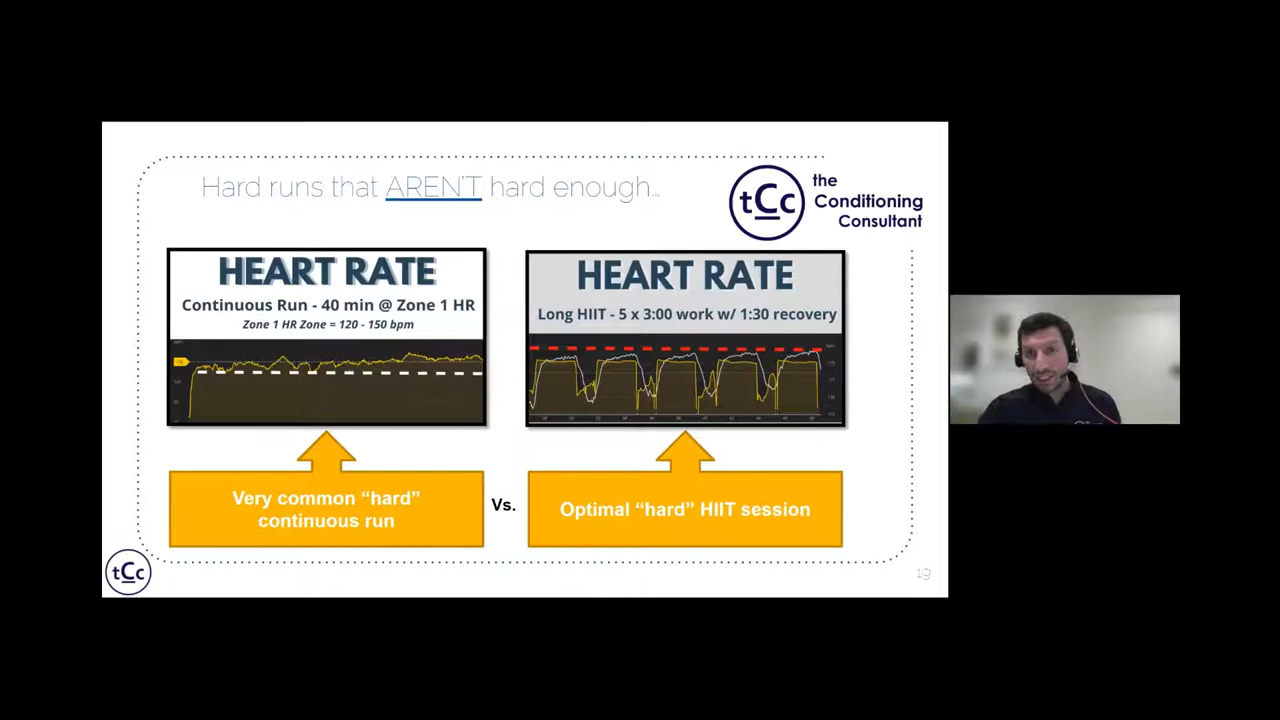 Hard runs that AREN'T hard enough...
tCc
the
Conditioning
Consultant
HEART RATE
Continuous Run - 40 min @ Zone 1 HR
Zone 1 HR Zone = 120 - 150 bpm
HEART RATE
Long HIIT - 5 x 3:00 work w/ 1:30 recovery
Very common “hard”
continuous run
Vs.
Optimal “hard” HIIT session
tCc
19